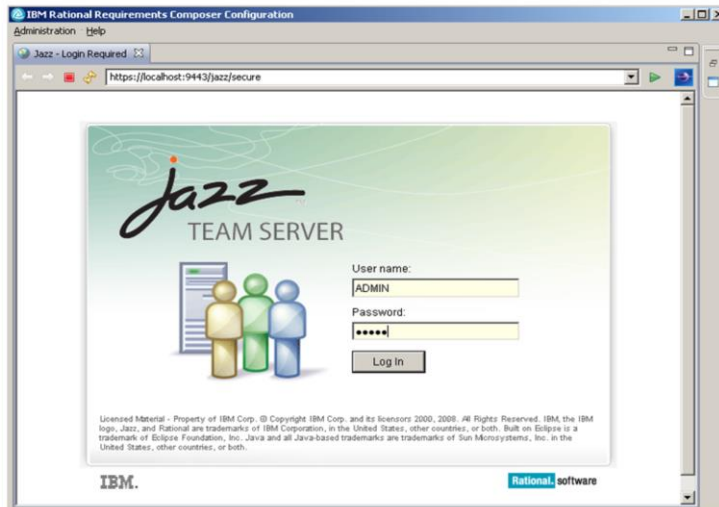 IBM Rational Requirements Composer Configuration
Administration Help
Jazz - Login Required
https://localhost:9443/jazz/secure
jazz
TEAM SERVER
User name:
ADMIN
Password:
•••••
Log In
Licensed Material - Property of IBM Corp. © Copyright IBM Corp. and its licensors 2000, 2008. All Rights Reserved. IBM, the IBM
logo, Jazz, and Rational are trademarks of IBM Corporation, in the United States, other countries, or both. Built on Eclipse is a
trademark of Eclipse Foundation, Inc. Java and all Java-based trademarks are trademarks of Sun Microsystems, Inc. in the
United States, other countries, or both.
IBM.
Rational. software